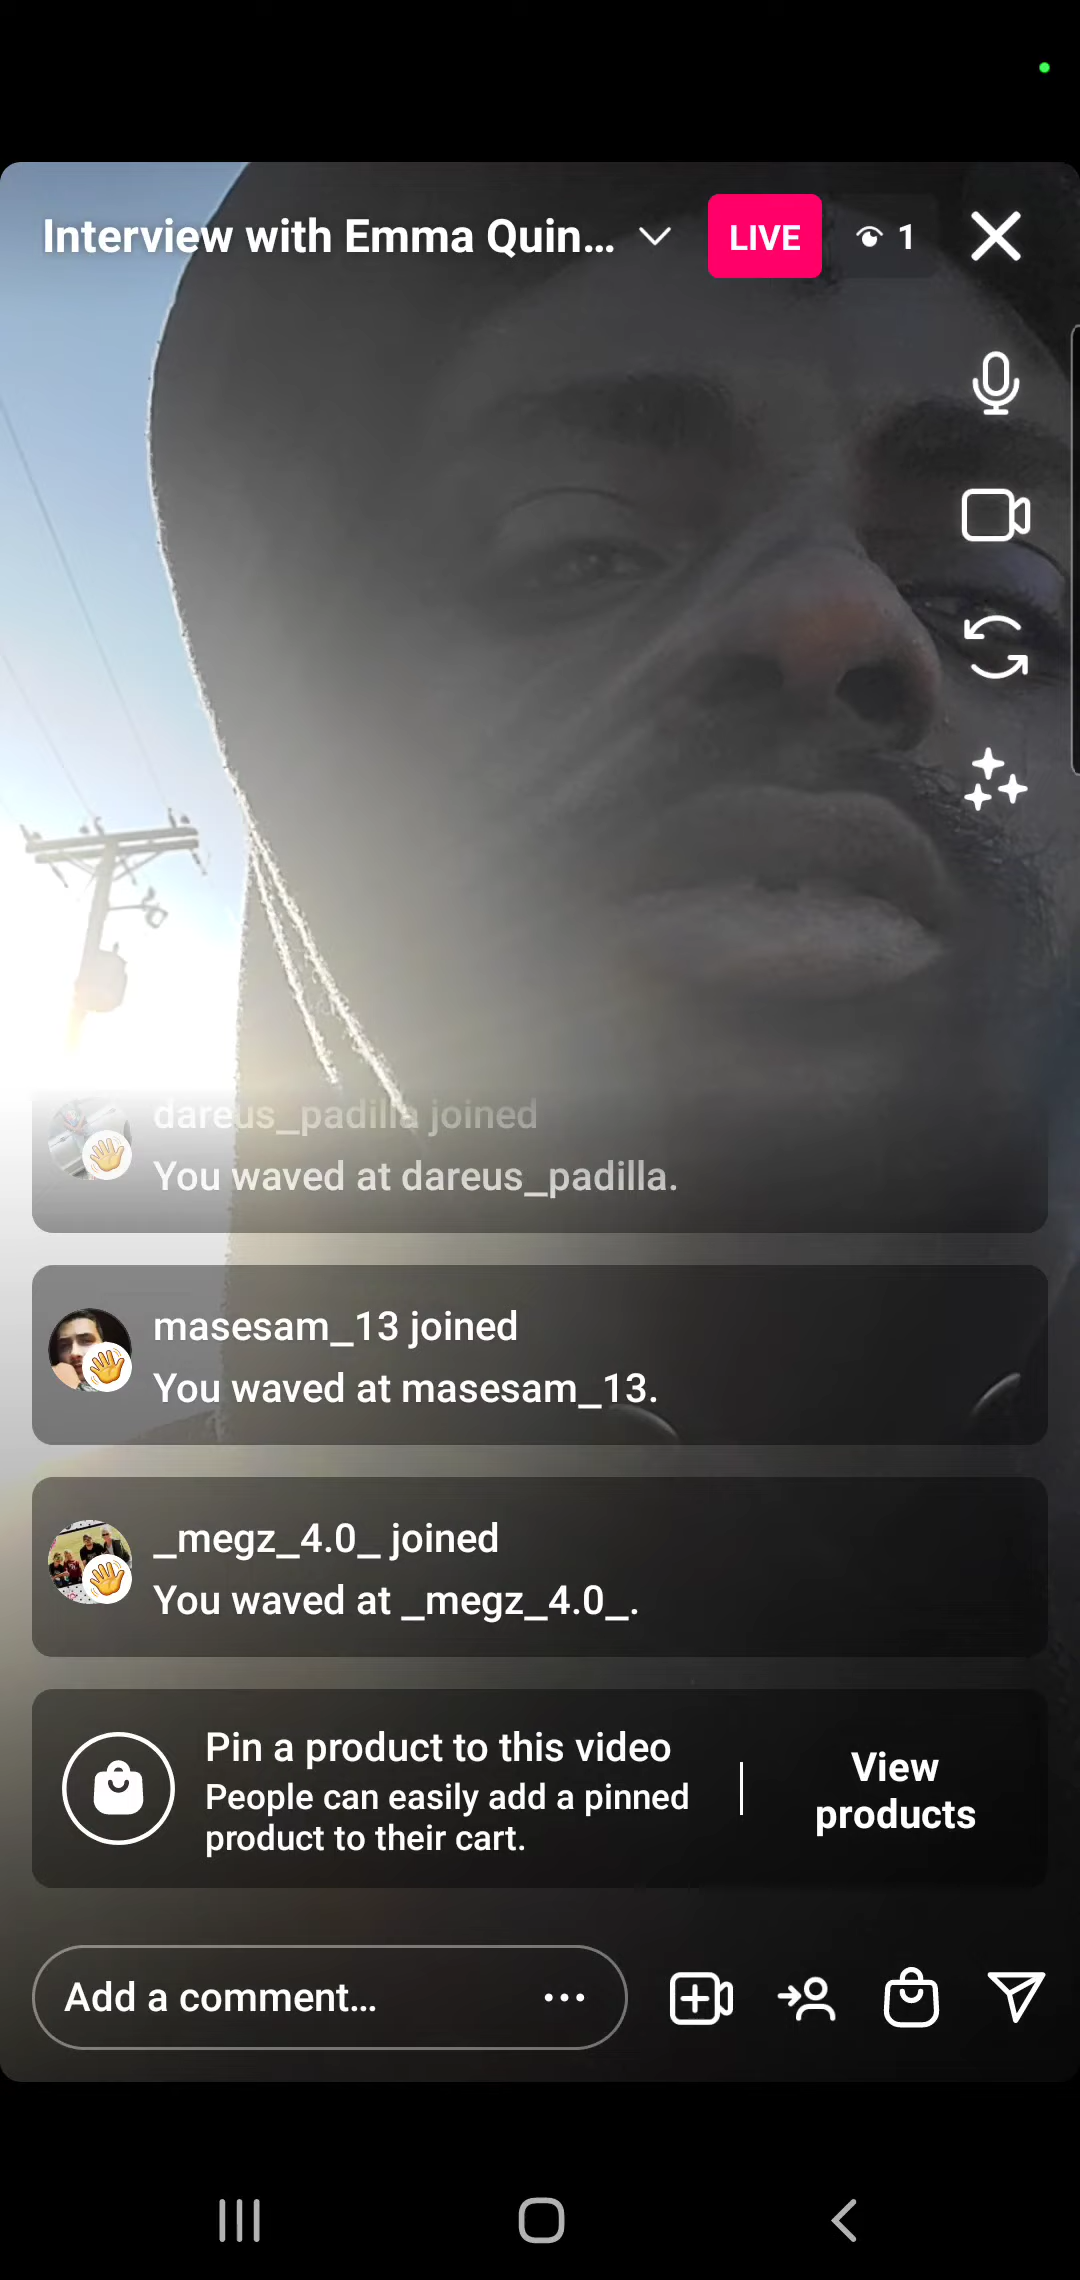 Interview with Emma Quin...
LIVE
1
dareus_padilla joined
You waved at dareus_padilla.
masesam_13 joined
You waved at masesam_13.
_megz_4.0_ joined
You waved at _megz_4.0_.
Pin a product to this video
People can easily add a pinned
product to their cart.
View
products
Add a comment...